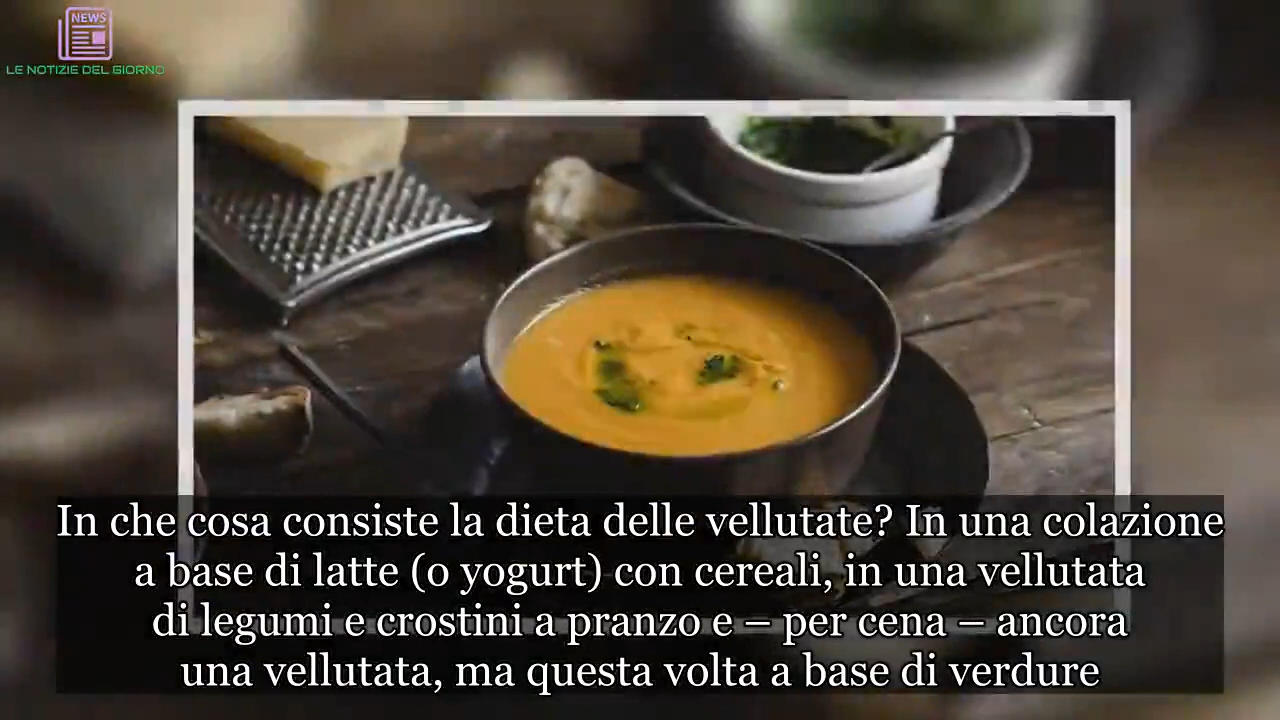 NEWS
LE NOTIZIE DEL GIORNO
In che cosa consiste la dieta delle vellutate? In una colazione
a base di latte (o yogurt) con cereali, in una vellutata
di legumi e crostini a pranzo e – per cena – ancora
una vellutata, ma questa volta a base di verdure